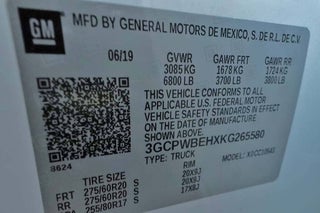 GM
MFD BY GENERAL MOTORS DE MEXICO, S. DE R.L. DE C.V.
06/19 GVWR GAWR FRT GAWR RR
3085 KG 1678 KG 1724 KG
6800 LB 3700 LB 3800 LB
THIS VEHICLE CONFORMS TO ALL
APPLICABLE U.S. FEDERAL MOTOR
VEHICLE SAFETY STANDARDS IN
EFFECT ON THE DATE OF MANUFACTURE
SHOWN ABOVE.
3GCPWBEHXKG265580
8624 TYPE: TRUCK MODEL:
TIRE SIZE RIM
FRT 275/60R20 S 20X9J
RR 275/60R20 S 20X9J
265/80R17 17X8J